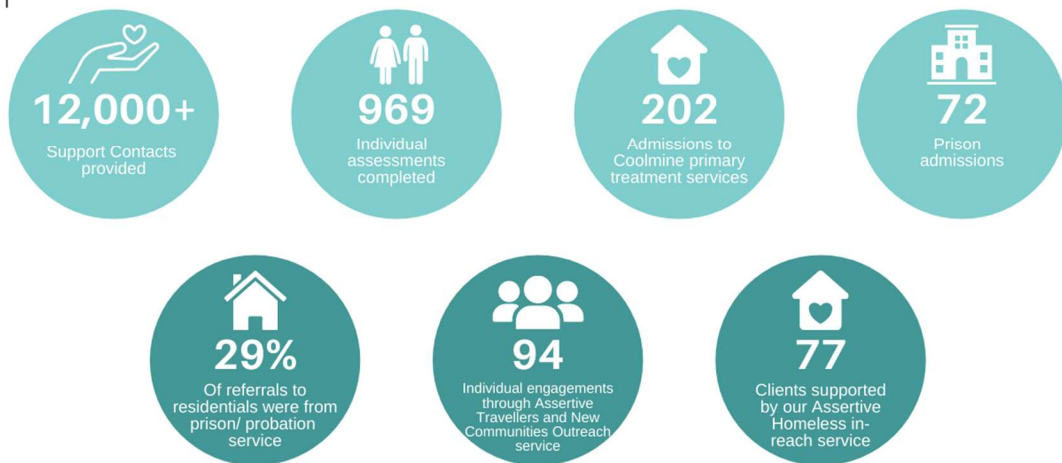 12,000+
Support Contacts
provided
969
Individual
assessments
completed
202
Admissions to
Coolmine primary
treatment services
72
Prison
admissions
29%
Of referrals to
residentials were from
prison/ probation
service
94
Individual engagements
through Assertive
Travellers and New
Communities Outreach
service
77
Clients supported
by our Assertive
Homeless in-
reach service